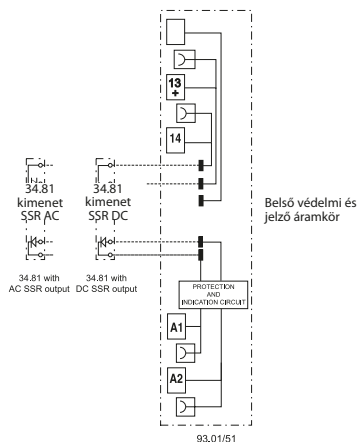 13
+
14
34.81
kimenet
SSR AC
34.81
kimenet
SSR DC
Belső védelmi és
jelző áramkör
34.81 with
AC SSR output
34.81 with
DC SSR output
PROTECTION
AND
INDICATION CIRCUIT
A1
A2
93.01/51